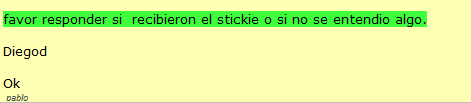 favor responder si  recibieron el stickie o si no se entendio algo.
Diegod
Ok
pablo